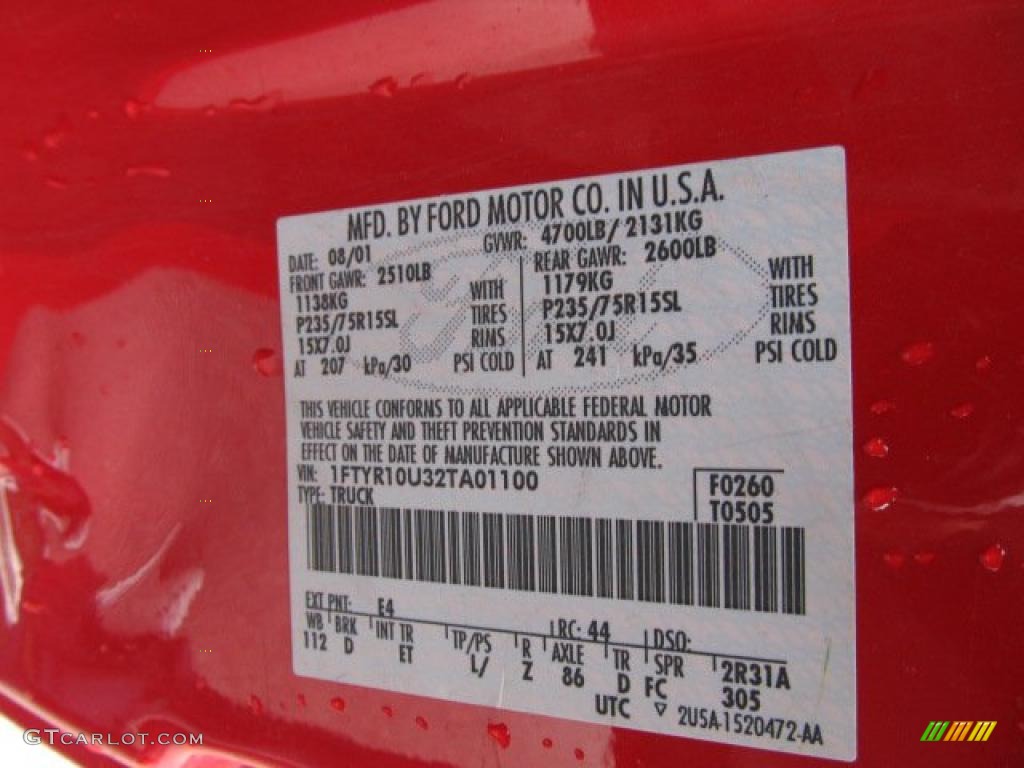 MFD. BY FORD MOTOR CO. IN U.S.A.
DATE: 08/01 GVWR: 4700LB/ 2131KG
FRONT GAWR: 2510LB REAR GAWR: 2600LB
1138KG WITH 1179KG WITH
P235/75R15SL TIRES P235/75R15SL TIRES
15X7.0J RIMS 15X7.0J RIMS
AT 207 kPa/30 PSI COLD AT 241 kPa/35 PSI COLD
THIS VEHICLE CONFORMS TO ALL APPLICABLE FEDERAL MOTOR
VEHICLE SAFETY AND THEFT PREVENTION STANDARDS IN
EFFECT ON THE DATE OF MANUFACTURE SHOWN ABOVE.
VIN: 1FTYR10U32TA01100 F0260
TYPE: TRUCK T0505
EXT PNT: E4 RC: 44 DSO:
WB BRK INT TR TP/PS R AXLE TR SPR 2R31A
112 D ET L/ Z 86 D FC 305
UTC ▽ 2U5A-1520472-AA
GTCARLOT.COM